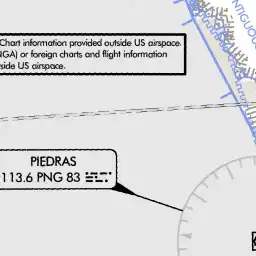 Chart information provided outside US airspace.
NGA) or foreign charts and flight information
side US airspace.
NTIGUOU
PIEDRAS
113.6 PNG 83